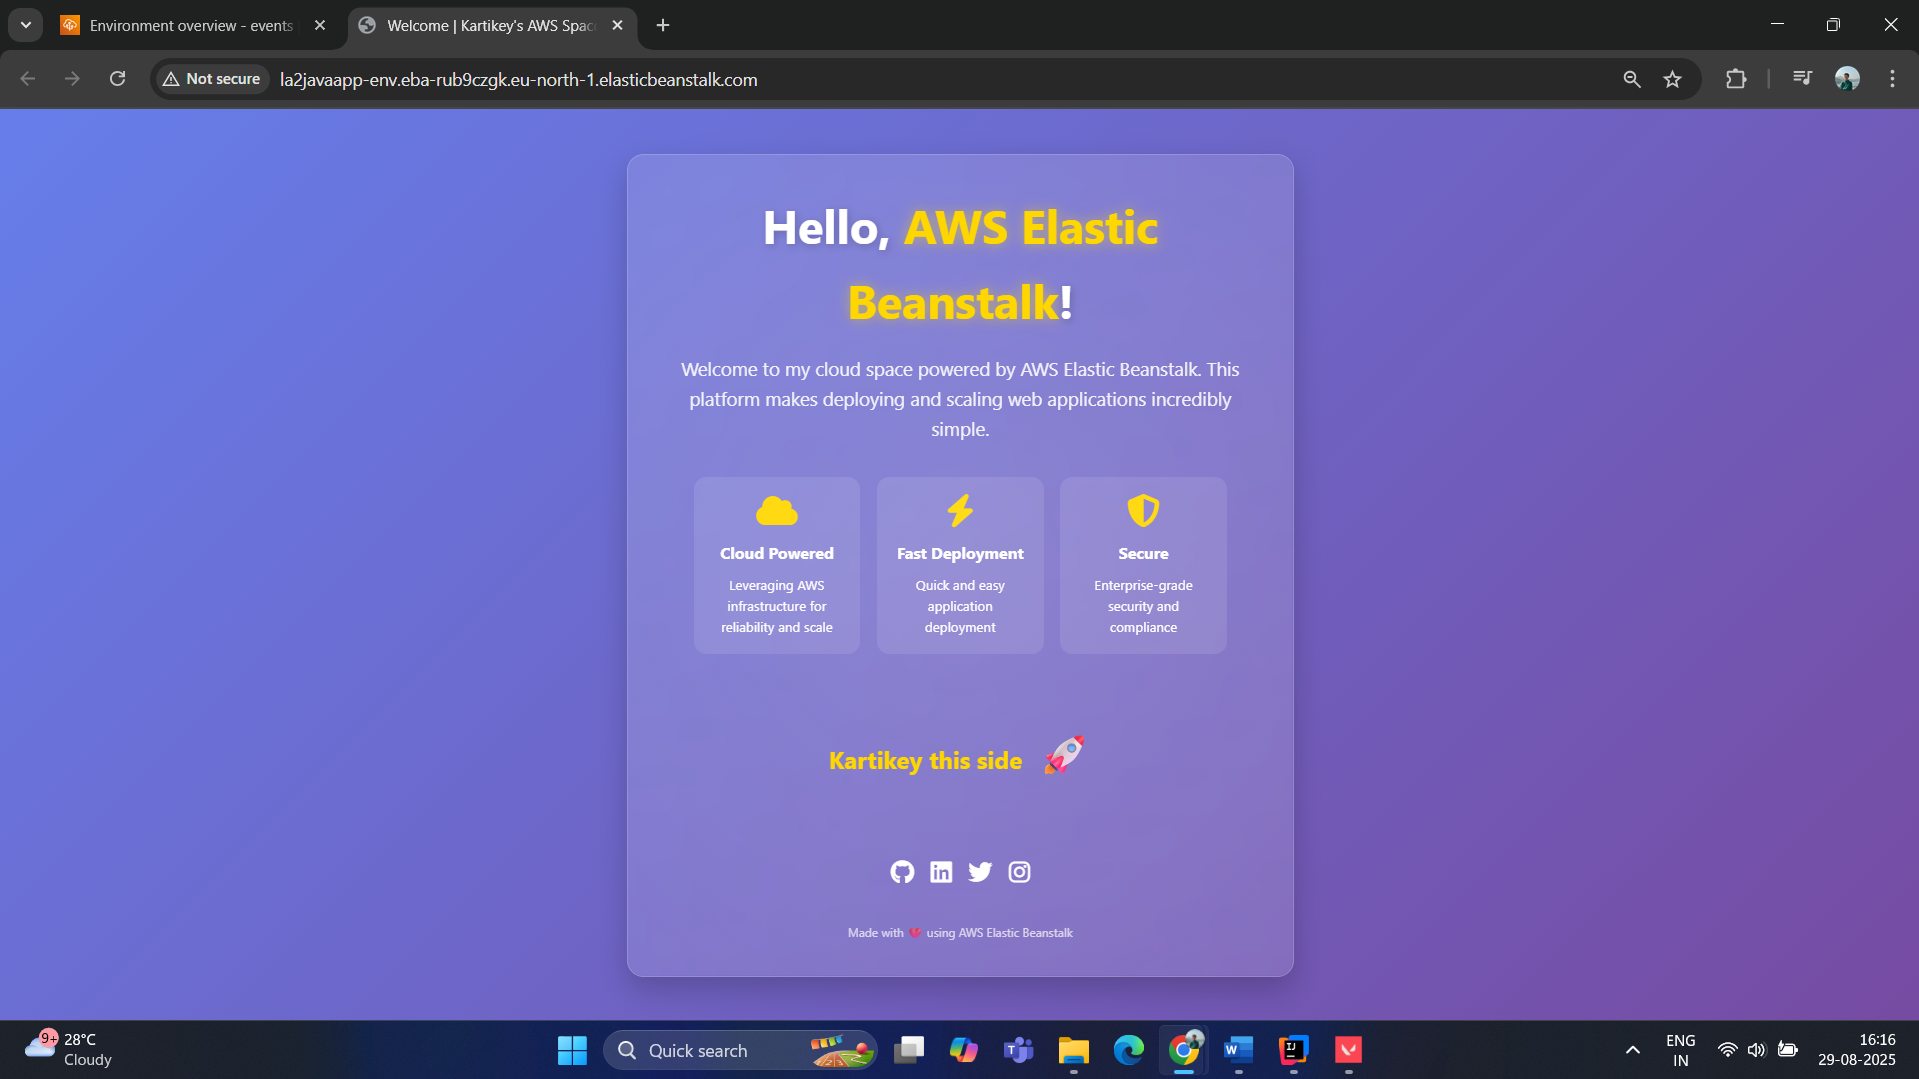 Environment overview - events
Welcome | Kartikey's AWS Spac
Not secure
la2javaapp-env.eba-rub9czgk.eu-north-1.elasticbeanstalk.com
Hello, AWS Elastic
Beanstalk!
Welcome to my cloud space powered by AWS Elastic Beanstalk. This
platform makes deploying and scaling web applications incredibly
simple.
Cloud Powered
Leveraging AWS
infrastructure for
reliability and scale
Fast Deployment
Quick and easy
application
deployment
Secure
Enterprise-grade
security and
compliance
Kartikey this side
Made with using AWS Elastic Beanstalk
9+
28°C
Cloudy
Quick search
ENG
IN
16:16
29-08-2025